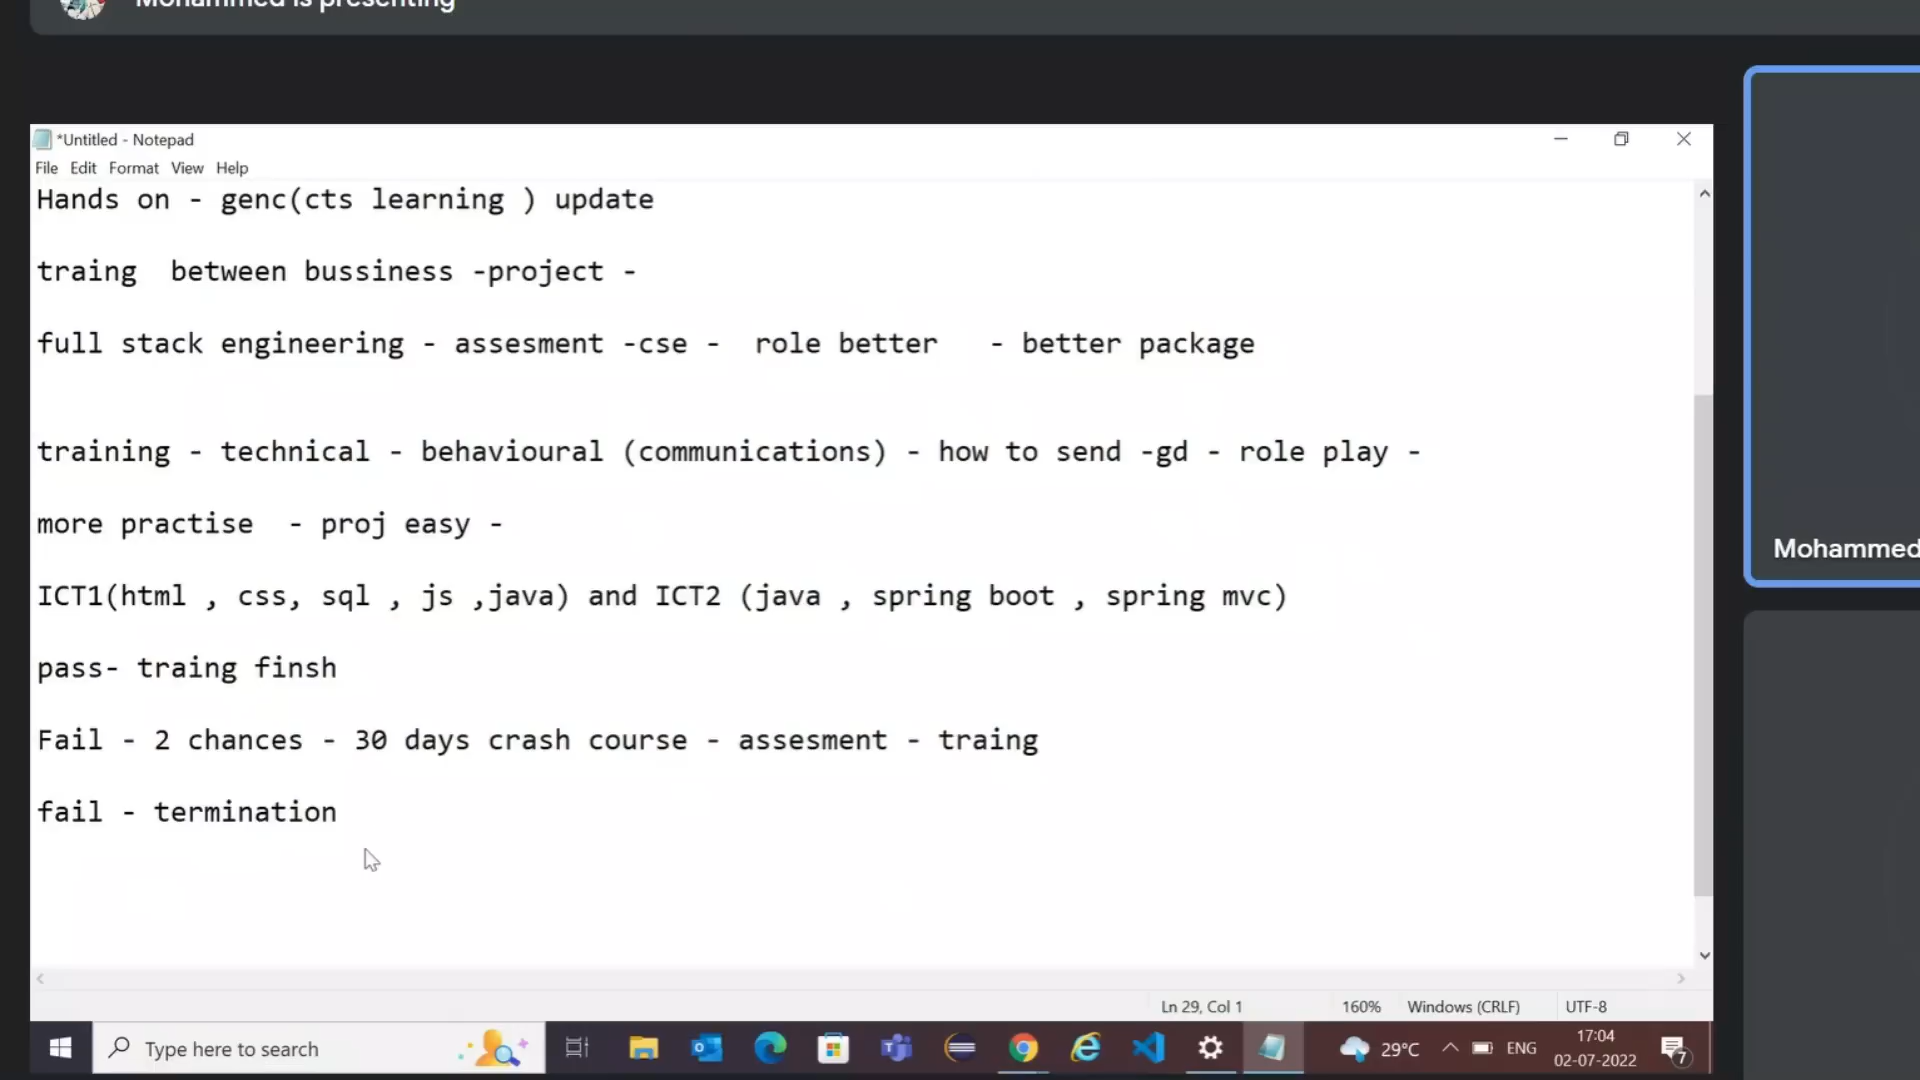 Mohammed is presenting
*Untitled - Notepad
File Edit Format View Help
Hands on - genc(cts learning ) update
traing  between bussiness -project -
full stack engineering - assesment -cse -  role better   - better package
training - technical - behavioural (communications) - how to send -gd - role play -
more practise  - proj easy -
ICT1(html , css, sql , js ,java) and ICT2 (java , spring boot , spring mvc)
pass- traing finsh
Fail - 2 chances - 30 days crash course - assesment - traing
fail - termination
Mohammed
Ln 29, Col 1 160% Windows (CRLF) UTF-8
Type here to search
29°C ENG 17:04
02-07-2022
7